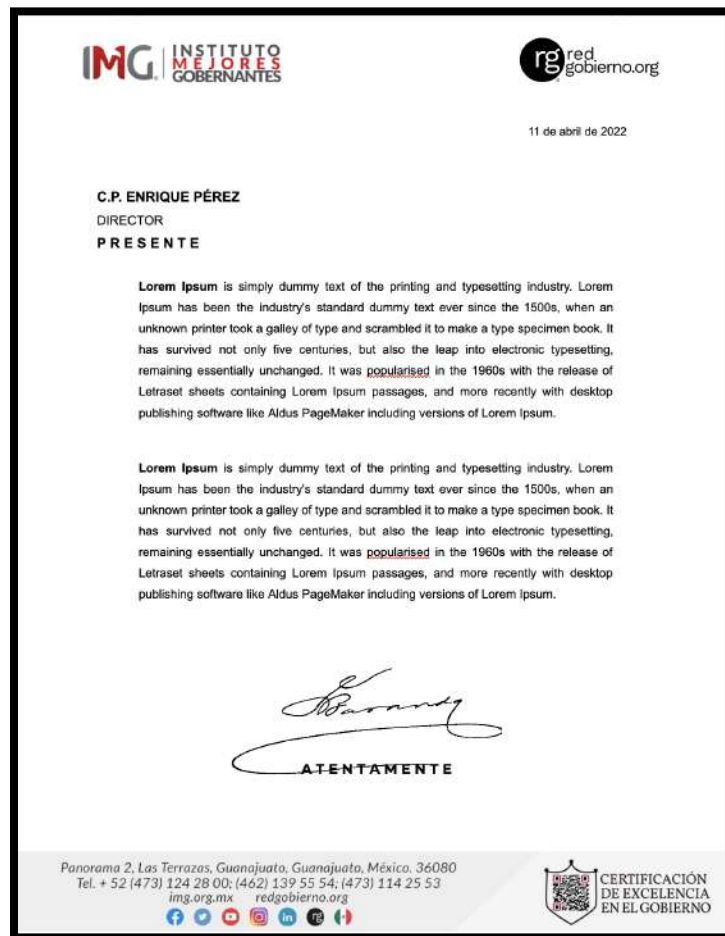 IMG INSTITUTO
MEJORES
GOBERNANTES
rg red
gobierno.org
11 de abril de 2022
C.P. ENRIQUE PÉREZ
DIRECTOR
PRESENTE
Lorem Ipsum is simply dummy text of the printing and typesetting industry. Lorem
Ipsum has been the industry's standard dummy text ever since the 1500s, when an
unknown printer took a galley of type and scrambled it to make a type specimen book. It
has survived not only five centuries, but also the leap into electronic typesetting,
remaining essentially unchanged. It was popularised in the 1960s with the release of
Letraset sheets containing Lorem Ipsum passages, and more recently with desktop
publishing software like Aldus PageMaker including versions of Lorem Ipsum.
Lorem Ipsum is simply dummy text of the printing and typesetting industry. Lorem
Ipsum has been the industry's standard dummy text ever since the 1500s, when an
unknown printer took a galley of type and scrambled it to make a type specimen book. It
has survived not only five centuries, but also the leap into electronic typesetting,
remaining essentially unchanged. It was popularised in the 1960s with the release of
Letraset sheets containing Lorem Ipsum passages, and more recently with desktop
publishing software like Aldus PageMaker including versions of Lorem Ipsum.
ATENTAMENTE
Panorama 2, Las Terrazas, Guanajuato, Guanajuato, México. 36080
Tel. + 52 (473) 124 28 00; (462) 139 55 54; (473) 114 25 53
img.org.mx redgobierno.org
rg
CERTIFICACIÓN
DE EXCELENCIA
EN EL GOBIERNO